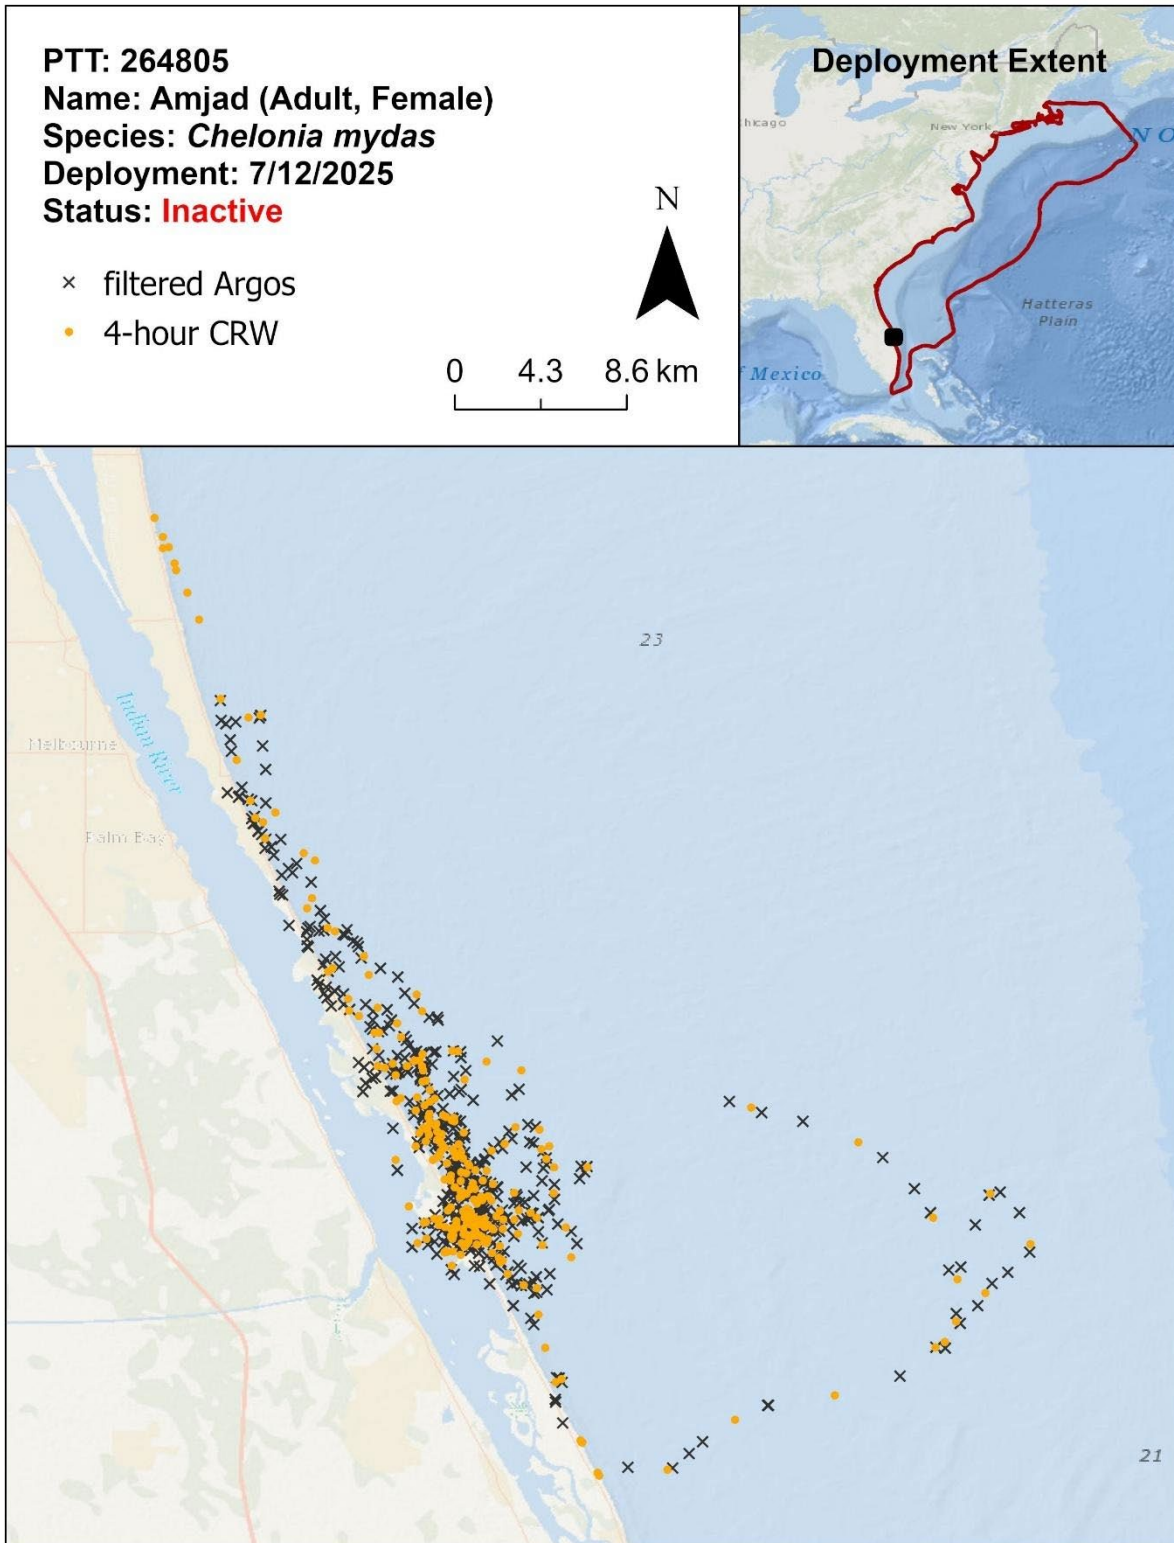 PTT: 264805
Name: Amjad (Adult, Female)
Species: Chelonia mydas
Deployment: 7/12/2025
Status: Inactive
filtered Argos
4-hour CRW
N
0 4.3 8.6 km
Deployment Extent
hicago
New York
N O
Hatteras
Plain
f Mexico
23
Indian River
Melbourne
Palm Bay
21